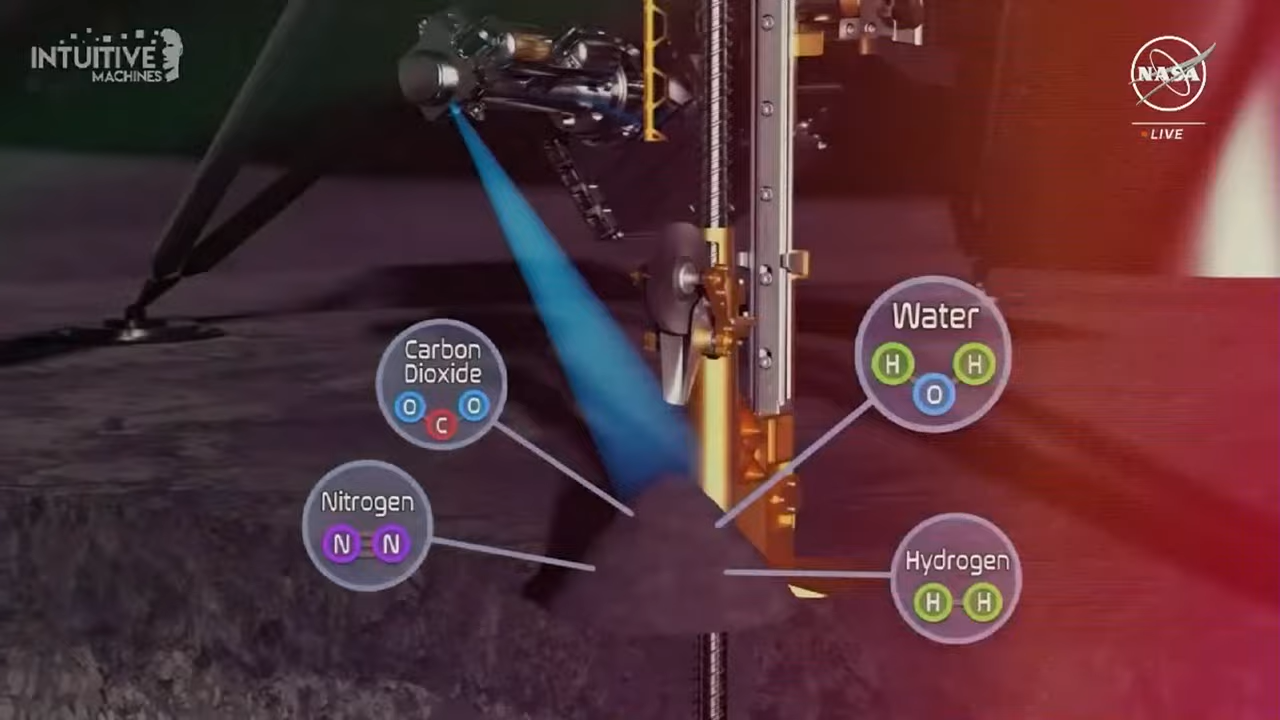 INTUITIVE
MACHINES
NASA
LIVE
Water
H H
O
Carbon
Dioxide
O O
C
Nitrogen
N N
Hydrogen
H H